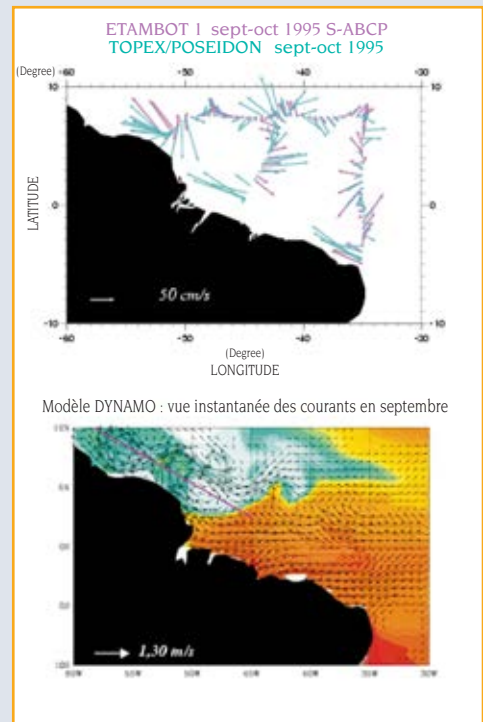 ETAMBOT 1 sept-oct 1995 S-ABCP
TOPEX/POSEIDON sept-oct 1995
(Degree) -60 -50 -40 -30
10 10
LATITUDE
0 0
50 cm/s
-10 -10
-60 -50 -40 -30
(Degree)
LONGITUDE
Modèle DYNAMO : vue instantanée des courants en septembre
1,30 m/s